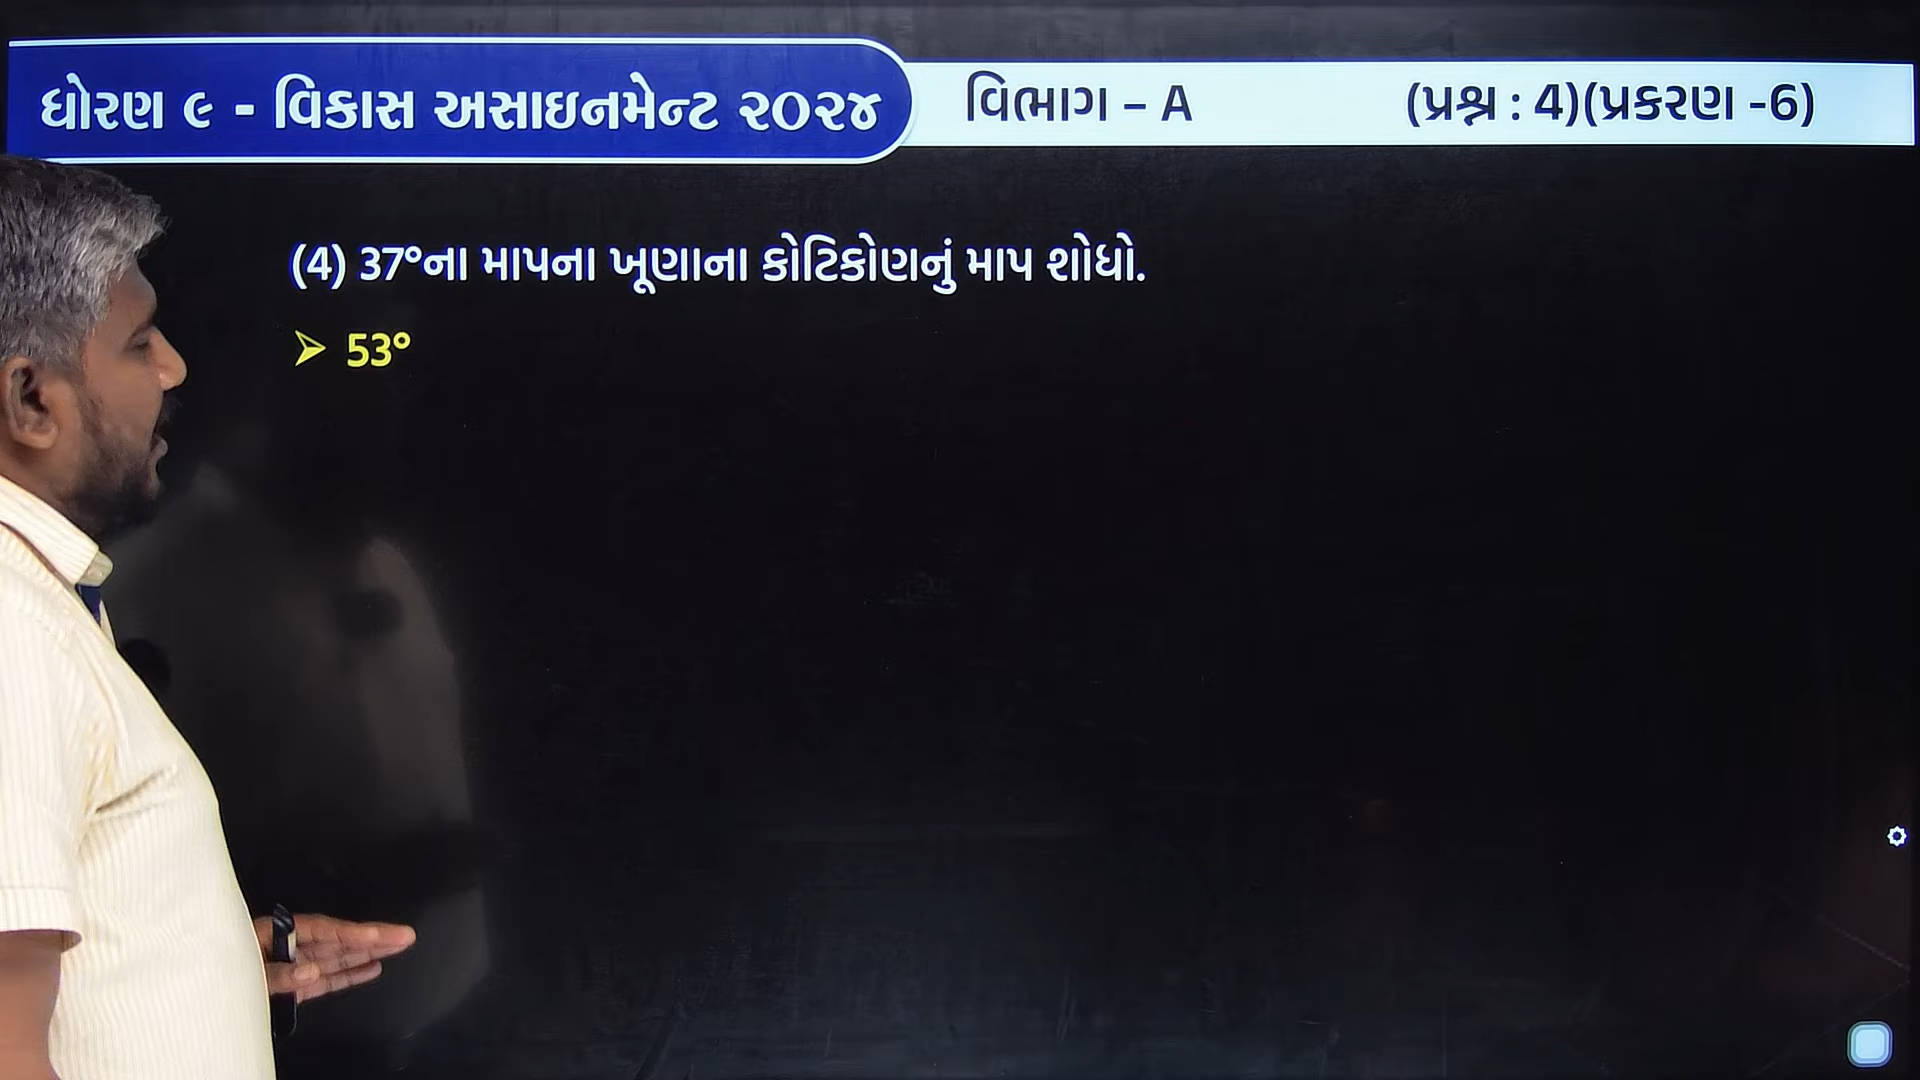 ધોરણ ૯ - વિકાસ અસાઇનમેન્ટ ૨૦૨૪
વિભાગ – A
(પ્રશ્ન : 4)(પ્રકરણ -6)
(4) 37°ના માપના ખૂણાના કોટિકોણનું માપ શોધો.
➢ 53°